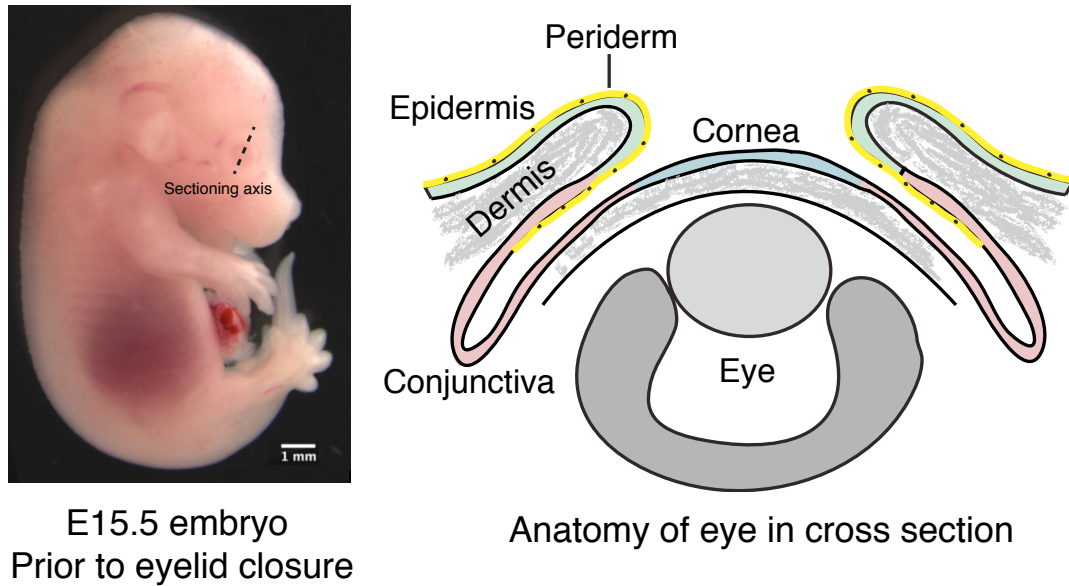 Sectioning axis
1 mm
E15.5 embryo
Prior to eyelid closure
Periderm
Epidermis
Cornea
Dermis
Conjunctiva
Eye
Anatomy of eye in cross section